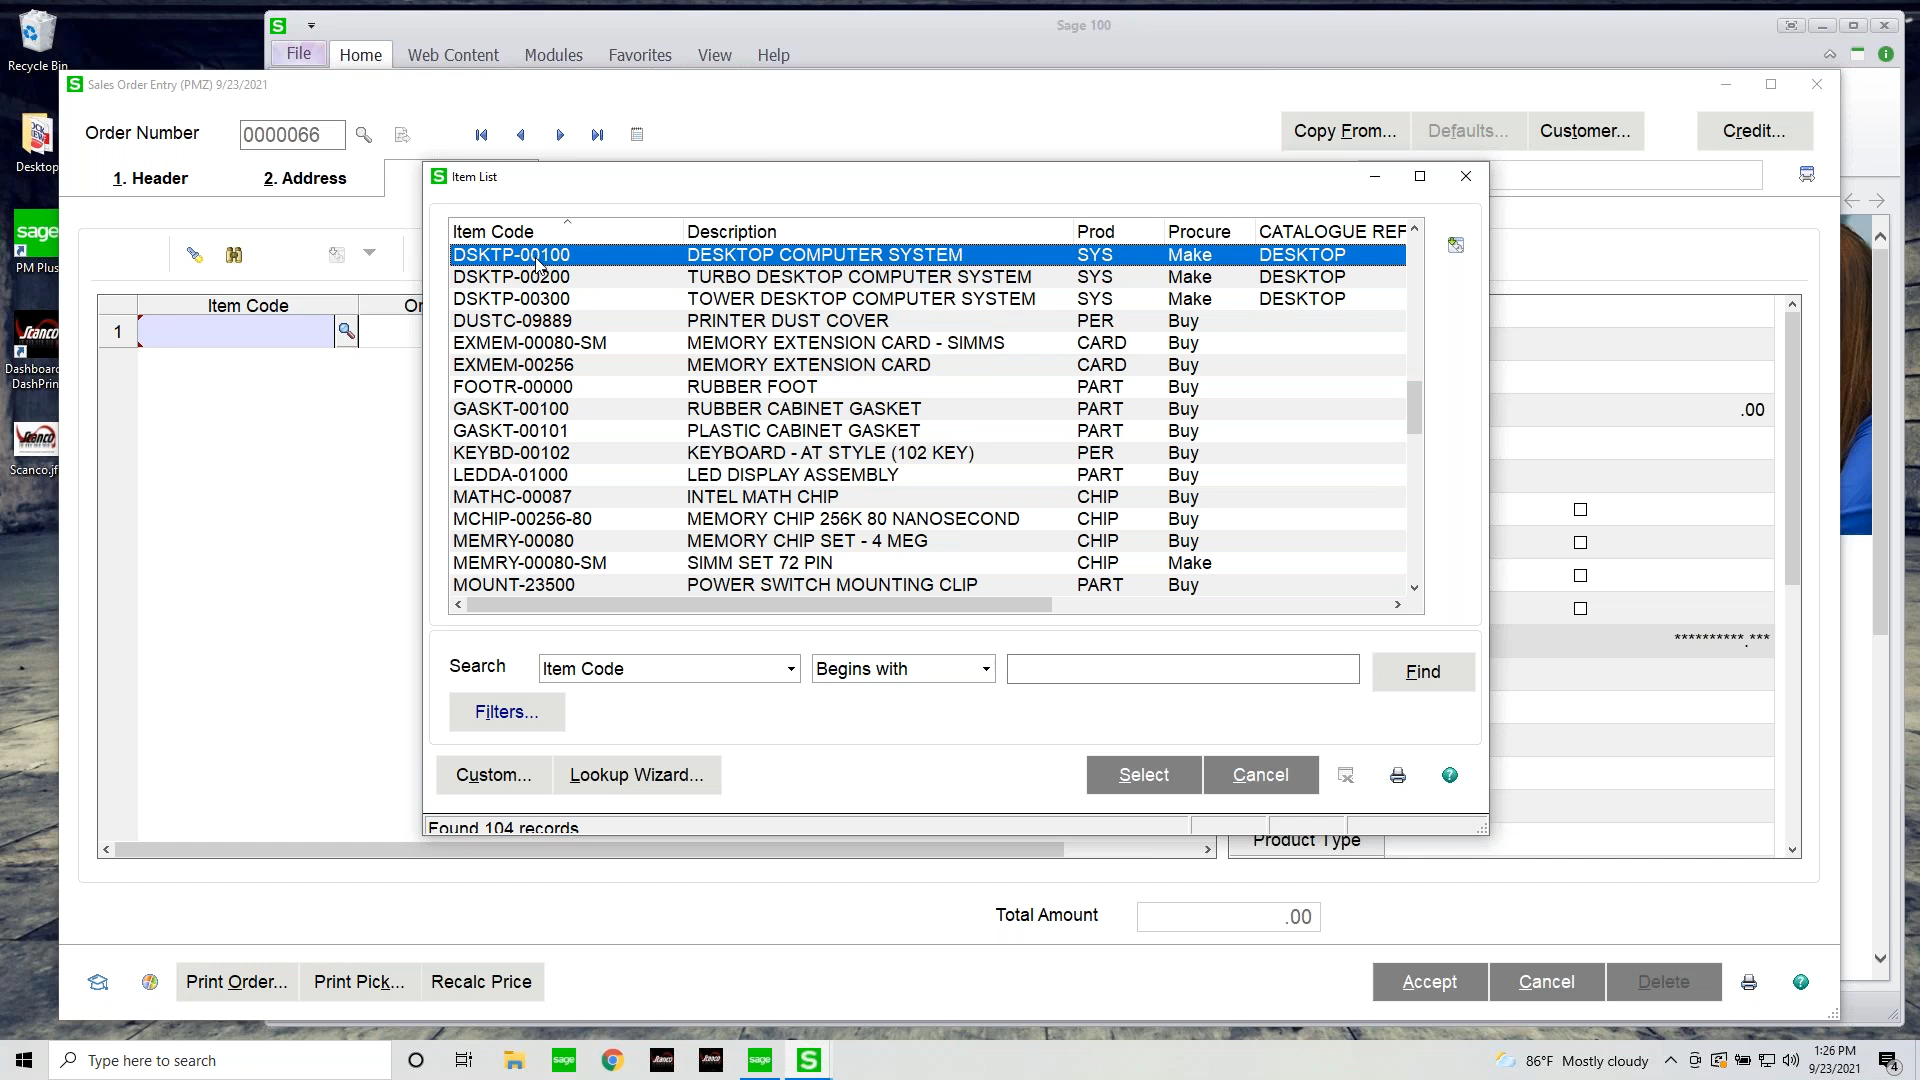 Recycle Bin
Sage 100
File Home Web Content Modules Favorites View Help
Sales Order Entry (PMZ) 9/23/2021
Order Number 0000066
Copy From... Defaults... Customer... Credit...
1. Header 2. Address
Desktop
Item List
Item Code Description Prod Procure CATALOGUE REF
DSKTP-00100 DESKTOP COMPUTER SYSTEM SYS Make DESKTOP
DSKTP-00200 TURBO DESKTOP COMPUTER SYSTEM SYS Make DESKTOP
DSKTP-00300 TOWER DESKTOP COMPUTER SYSTEM SYS Make DESKTOP
DUSTC-09889 PRINTER DUST COVER PER Buy
EXMEM-00080-SM MEMORY EXTENSION CARD - SIMMS CARD Buy
EXMEM-00256 MEMORY EXTENSION CARD CARD Buy
FOOTR-00000 RUBBER FOOT PART Buy
GASKT-00100 RUBBER CABINET GASKET PART Buy
GASKT-00101 PLASTIC CABINET GASKET PART Buy
KEYBD-00102 KEYBOARD - AT STYLE (102 KEY) PER Buy
LEDDA-01000 LED DISPLAY ASSEMBLY PART Buy
MATHC-00087 INTEL MATH CHIP CHIP Buy
MCHIP-00256-80 MEMORY CHIP 256K 80 NANOSECOND CHIP Buy
MEMRY-00080 MEMORY CHIP SET - 4 MEG CHIP Buy
MEMRY-00080-SM SIMM SET 72 PIN CHIP Make
MOUNT-23500 POWER SWITCH MOUNTING CLIP PART Buy
sage
PM Plus
Item Code Or
1
Scanco
Dashboard
DashPrin
Scanco
Scanco.jf
.00
**********.***
Search Item Code Begins with Find
Filters...
Custom... Lookup Wizard... Select Cancel
Found 104 records
Product Type
Total Amount .00
Print Order... Print Pick... Recalc Price Accept Cancel Delete
Type here to search
sage
Scanco
Scanco
sage
86°F Mostly cloudy
1:26 PM
9/23/2021
4